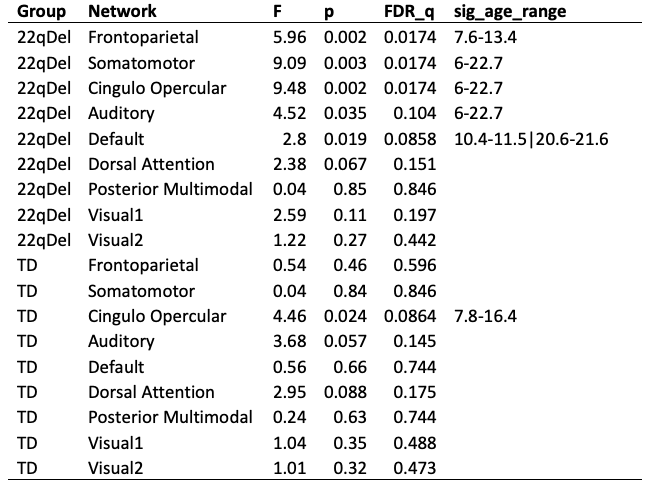 Group Network F p FDR_q sig_age_range
22qDel Frontoparietal 5.96 0.002 0.0174 7.6-13.4
22qDel Somatomotor 9.09 0.003 0.0174 6-22.7
22qDel Cingulo Opercular 9.48 0.002 0.0174 6-22.7
22qDel Auditory 4.52 0.035 0.104 6-22.7
22qDel Default 2.8 0.019 0.0858 10.4-11.5|20.6-21.6
22qDel Dorsal Attention 2.38 0.067 0.151
22qDel Posterior Multimodal 0.04 0.85 0.846
22qDel Visual1 2.59 0.11 0.197
22qDel Visual2 1.22 0.27 0.442
TD Frontoparietal 0.54 0.46 0.596
TD Somatomotor 0.04 0.84 0.846
TD Cingulo Opercular 4.46 0.024 0.0864 7.8-16.4
TD Auditory 3.68 0.057 0.145
TD Default 0.56 0.66 0.744
TD Dorsal Attention 2.95 0.088 0.175
TD Posterior Multimodal 0.24 0.63 0.744
TD Visual1 1.04 0.35 0.488
TD Visual2 1.01 0.32 0.473